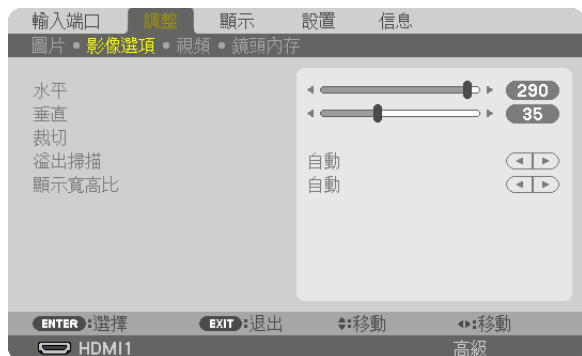 輸入端口 調整 顯示 設置 信息
圖片 • 影像選項 • 視頻 • 鏡頭內存
水平 290
垂直 35
裁切
溢出掃描 自動
顯示寬高比 自動
ENTER:選擇 EXIT:退出 :移動 :移動
HDMI1 高級